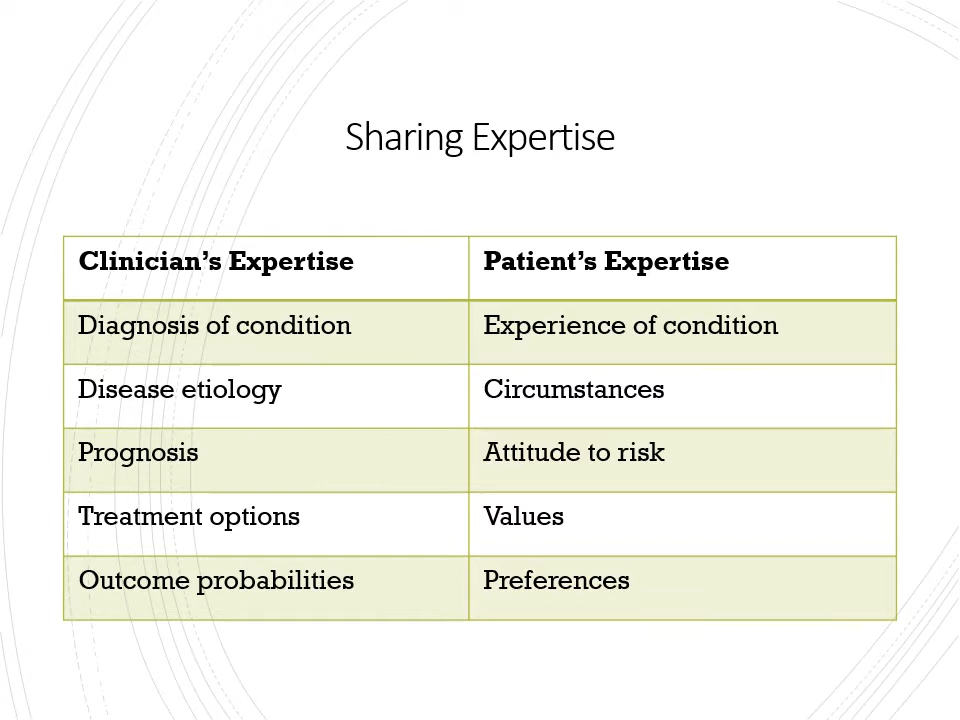 Sharing Expertise
Clinician’s Expertise
Patient’s Expertise
Diagnosis of condition
Experience of condition
Disease etiology
Circumstances
Prognosis
Attitude to risk
Treatment options
Values
Outcome probabilities
Preferences